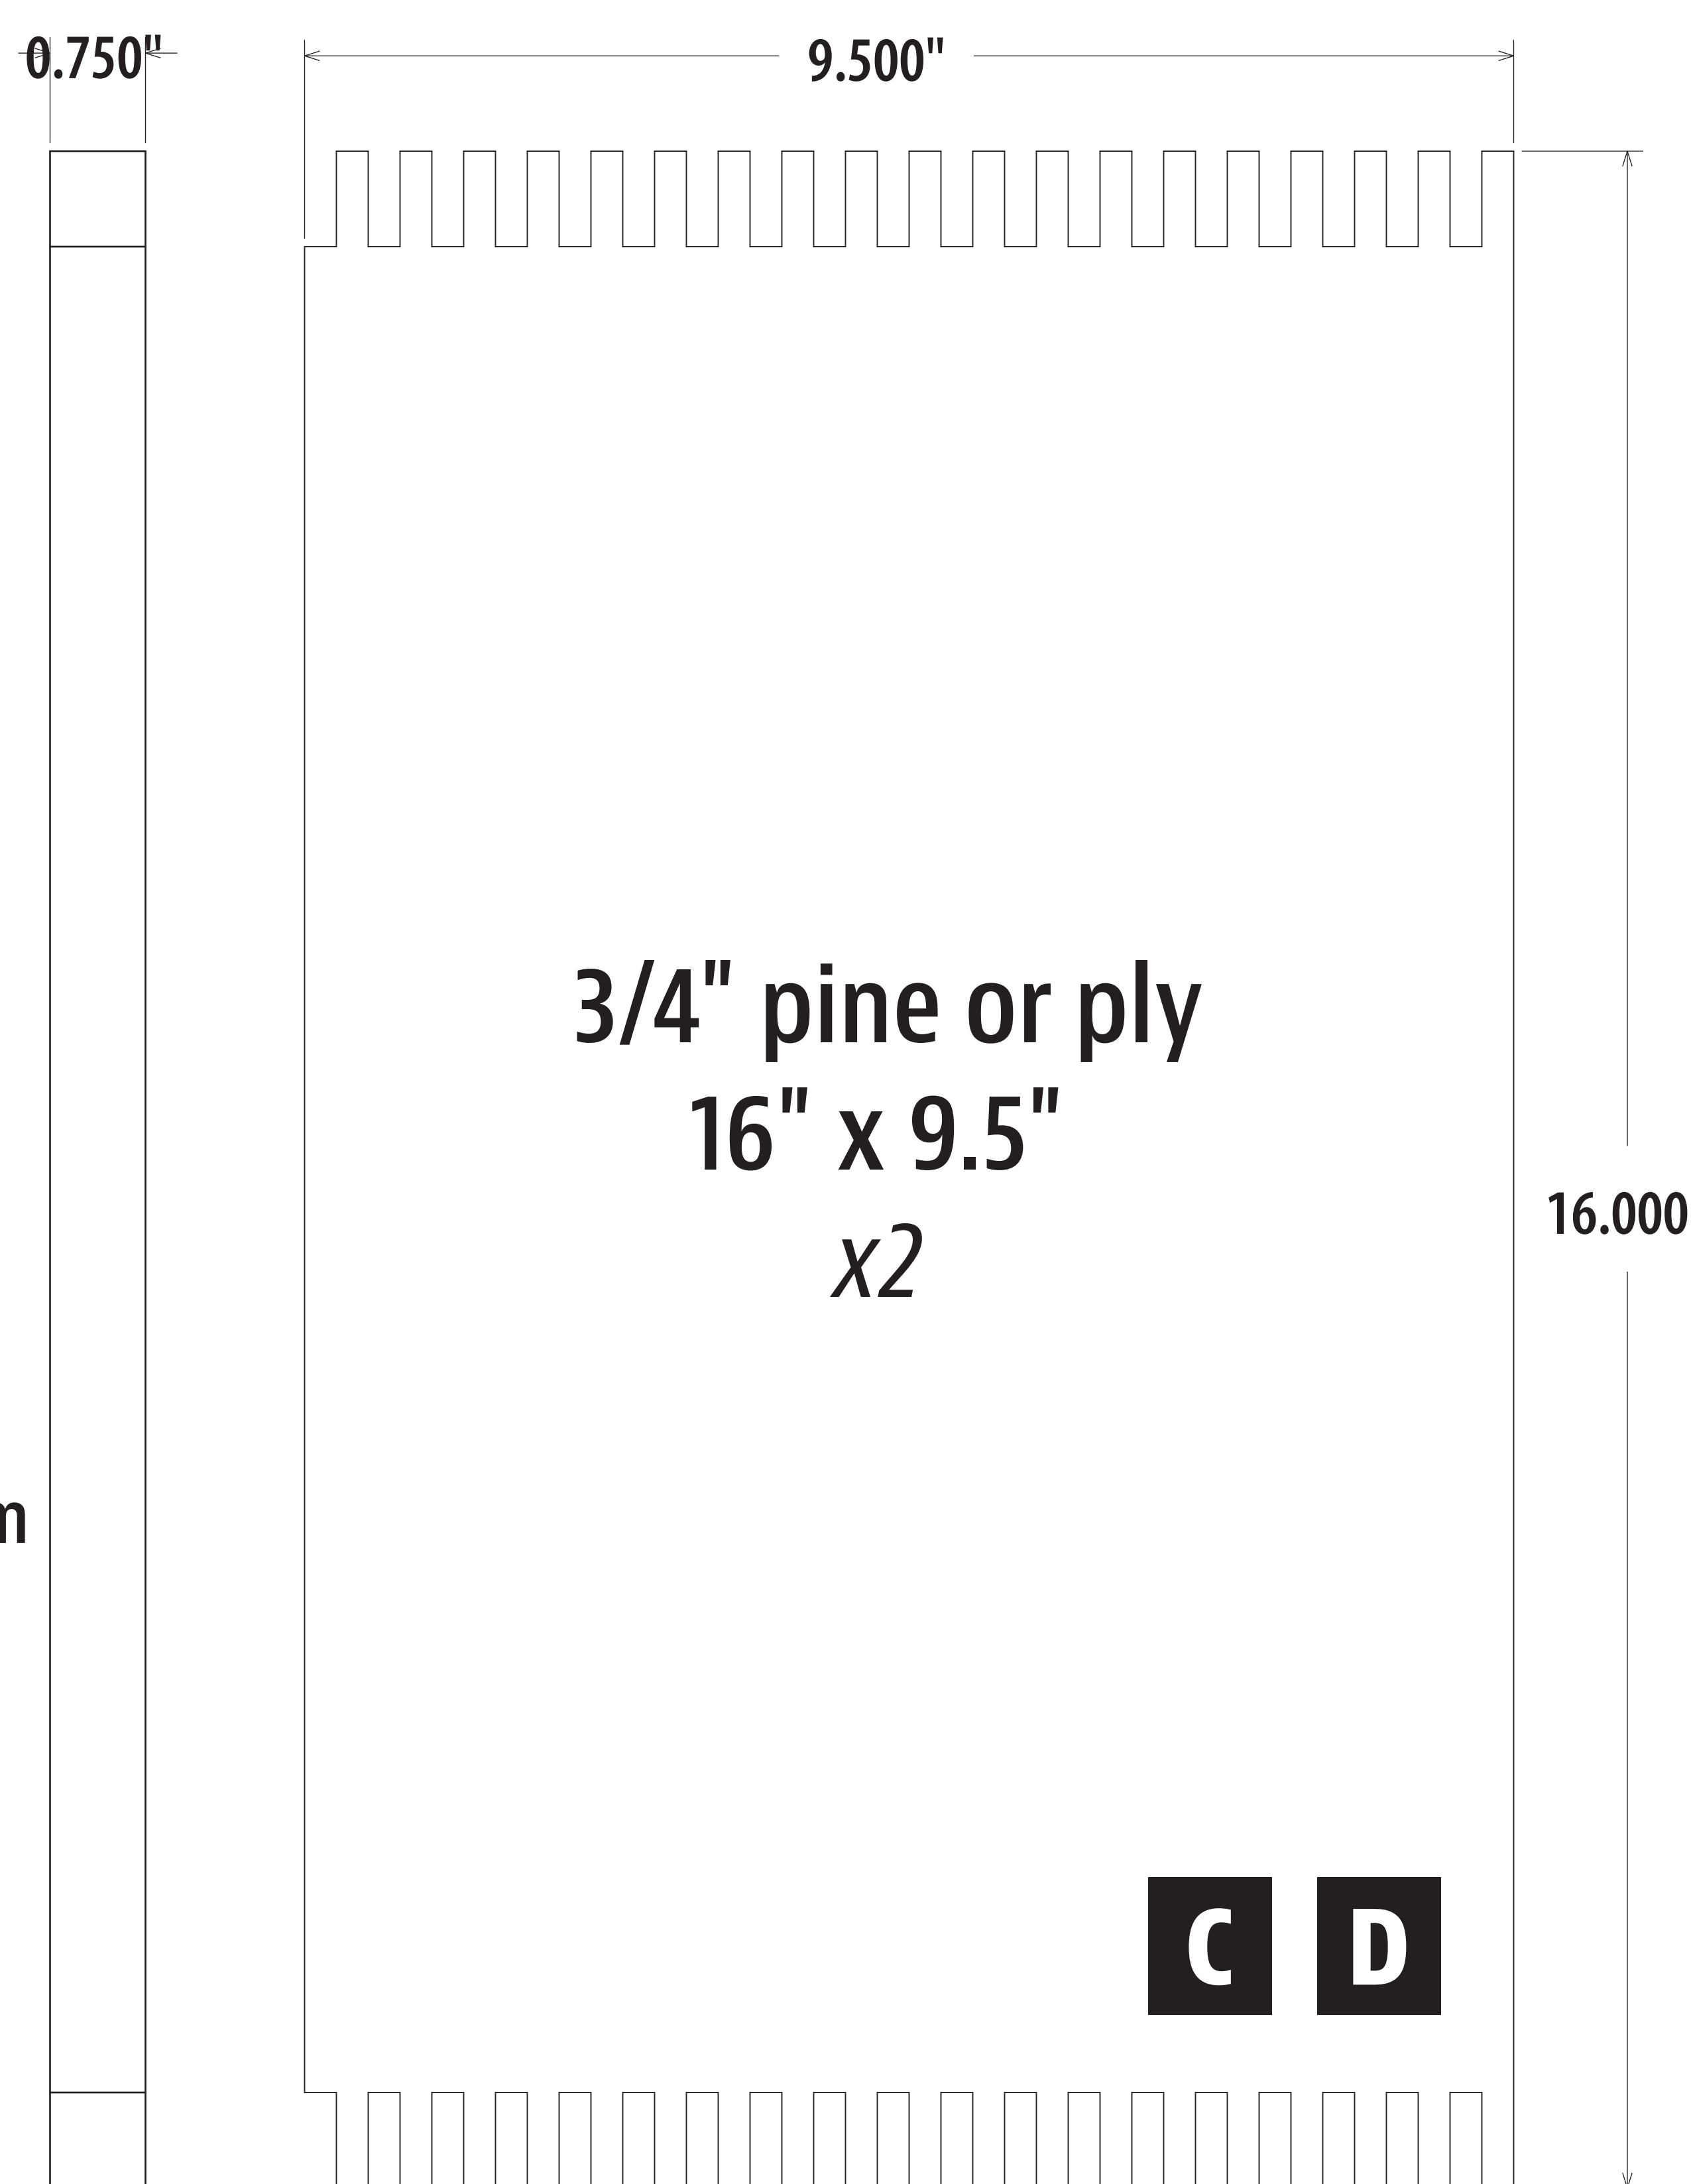 0.750"
9.500"
3/4" pine or ply
16" x 9.5"
x2
16.000
m
C D